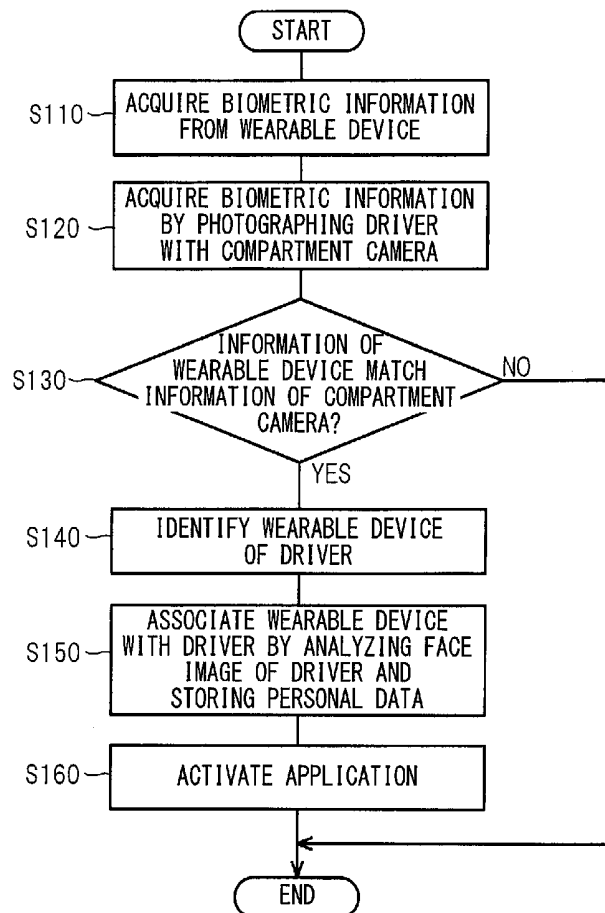 START
S110
ACQUIRE BIOMETRIC INFORMATION
FROM WEARABLE DEVICE
S120
ACQUIRE BIOMETRIC INFORMATION
BY PHOTOGRAPHING DRIVER
WITH COMPARTMENT CAMERA
S130
INFORMATION OF
WEARABLE DEVICE MATCH
INFORMATION OF COMPARTMENT
CAMERA?
NO
YES
S140
IDENTIFY WEARABLE DEVICE
OF DRIVER
S150
ASSOCIATE WEARABLE DEVICE
WITH DRIVER BY ANALYZING FACE
IMAGE OF DRIVER AND
STORING PERSONAL DATA
S160
ACTIVATE APPLICATION
END